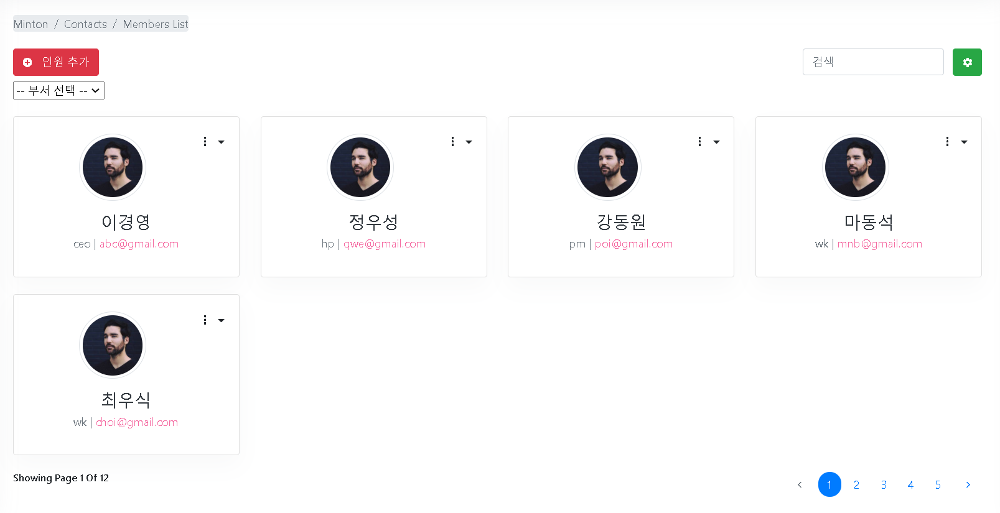 Minton / Contacts / Members List
인원 추가
검색
-- 부서 선택 --
이경영
ceo | abc@gmail.com
정우성
hp | qwe@gmail.com
강동원
pm | poi@gmail.com
마동석
wk | mnb@gmail.com
최우식
wk | choi@gmail.com
Showing Page 1 Of 12
‹ 1 2 3 4 5 ›